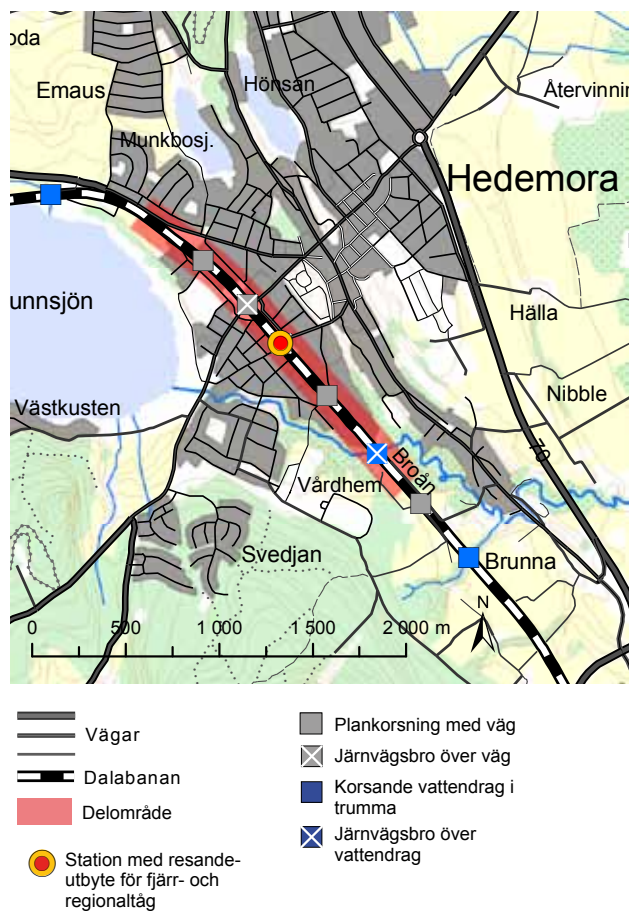 oda
Emaus
Hönsan
Återvinnin
Munkbosj.
Hedemora
unnsjön
Hälla
Nibble
Västkusten
70
Broån
Vårdhem
Svedjan
Brunna
N
0 500 1 000 1 500 2 000 m
Vägar
Dalabanan
Delområde
Station med resande-
utbyte för fjärr- och
regionaltåg
Plankorsning med väg
Järnvägsbro över väg
Korsande vattendrag i
trumma
Järnvägsbro över
vattendrag